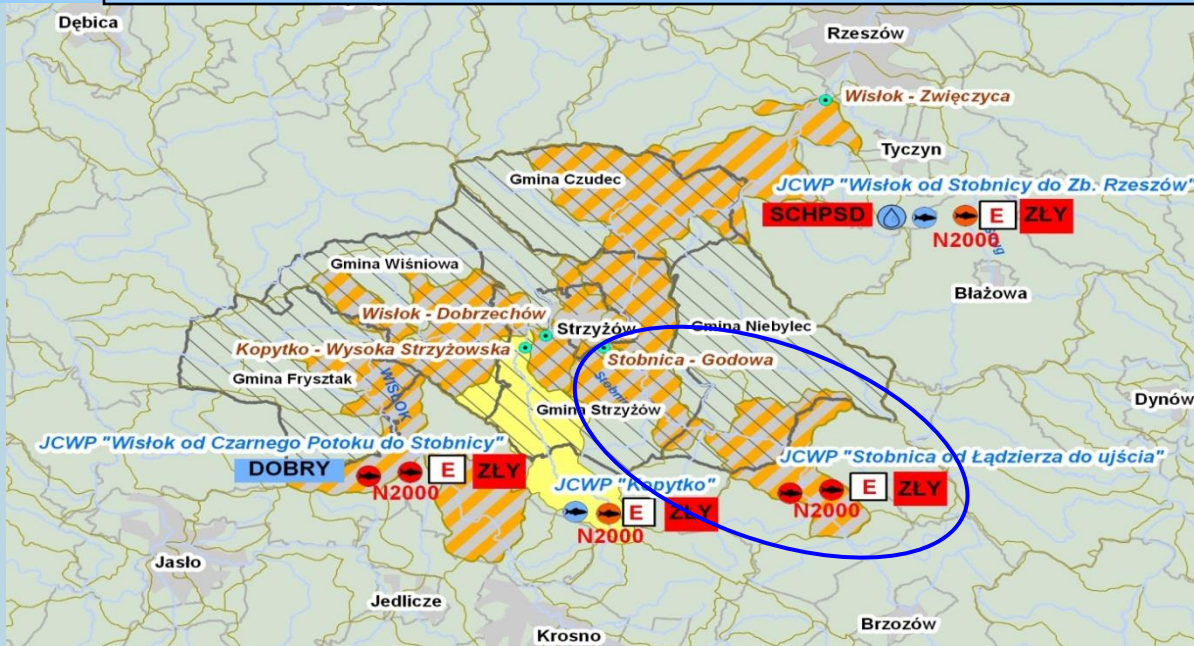 Dębica
Rzeszów
Wisłok - Zwięczyca
Tyczyn
Gmina Czudec
JCWP "Wisłok od Stobnicy do Zb. Rzeszów"
SCHPSD
E
ZŁY
N2000
Gmina Wiśniowa
Błażowa
Wisłok - Dobrzechów
Strzyżów
Gmina Niebylec
Kopytko - Wysoka Strzyżowska
Stobnica - Godowa
Gmina Frysztak
WISŁOK
Gmina Strzyżów
Dynów
JCWP "Wisłok od Czarnego Potoku do Stobnicy"
DOBRY
E
ZŁY
N2000
JCWP "Stobnica od Łądzierza do ujścia"
E
ZŁY
N2000
JCWP "Kopytko"
E
ZŁY
N2000
Jasło
Jedlicze
Krosno
Brzozów